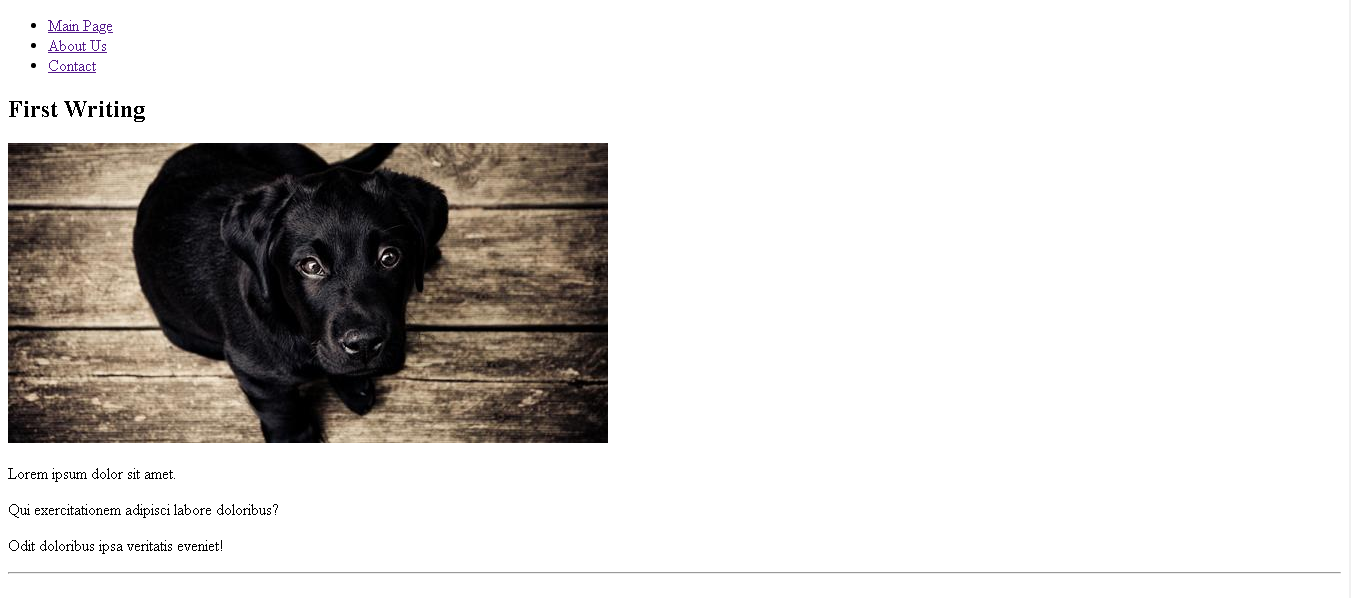 Main Page
About Us
Contact
First Writing
Lorem ipsum dolor sit amet.
Qui exercitationem adipisci labore doloribus?
Odit doloribus ipsa veritatis eveniet!